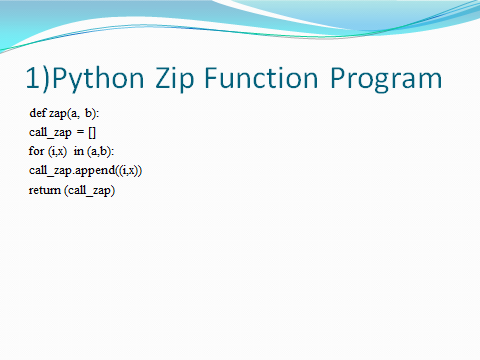 1)Python Zip Function Program
def zap(a, b):
call_zap = []
for (i,x) in (a,b):
call_zap.append((i,x))
return (call_zap)